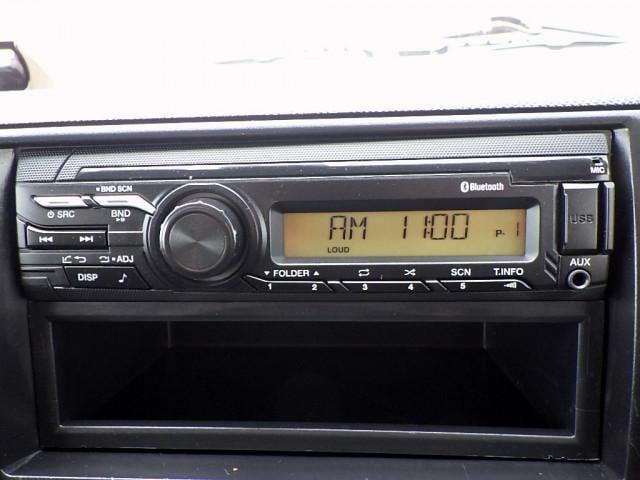 MIC
BND SCN
Bluetooth
SRC
BND
USB
AM 11:00 P-1
LOUD
ADJ
DISP
▼ FOLDER ▲
SCN
T.INFO
AUX
1 2 3 4 5